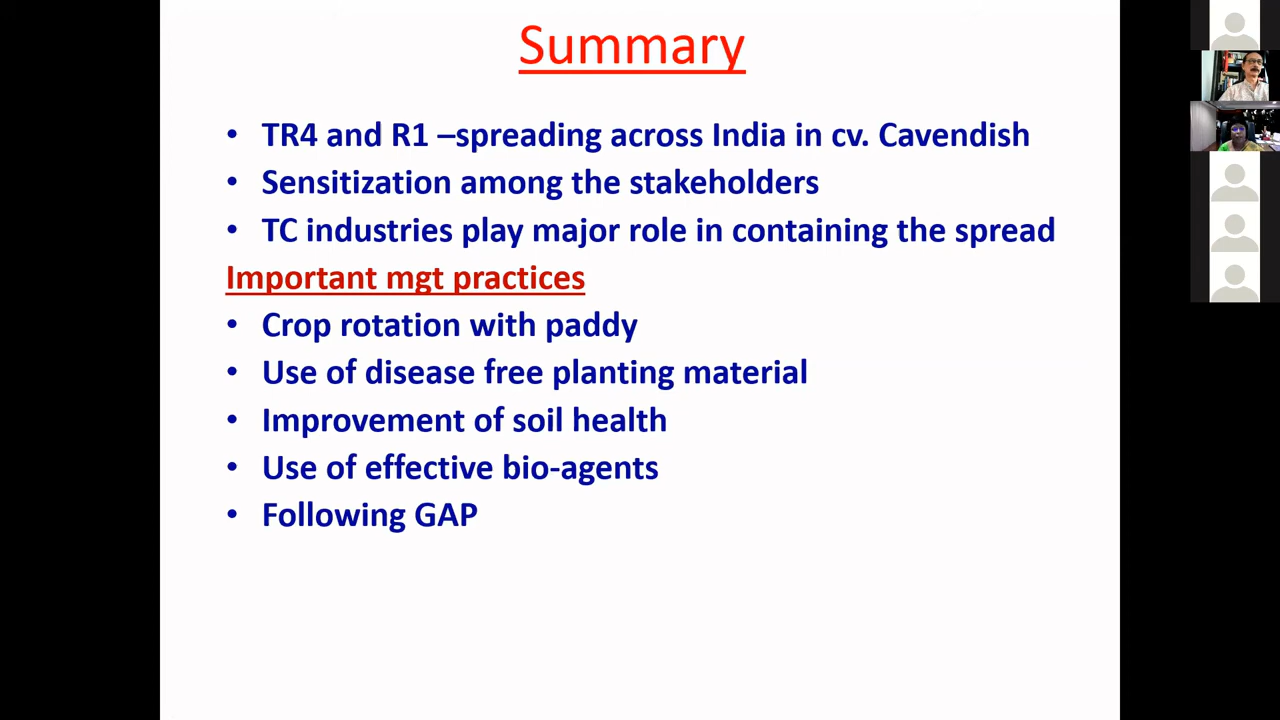 Summary
• TR4 and R1 –spreading across India in cv. Cavendish
• Sensitization among the stakeholders
• TC industries play major role in containing the spread
Important mgt practices
• Crop rotation with paddy
• Use of disease free planting material
• Improvement of soil health
• Use of effective bio-agents
• Following GAP